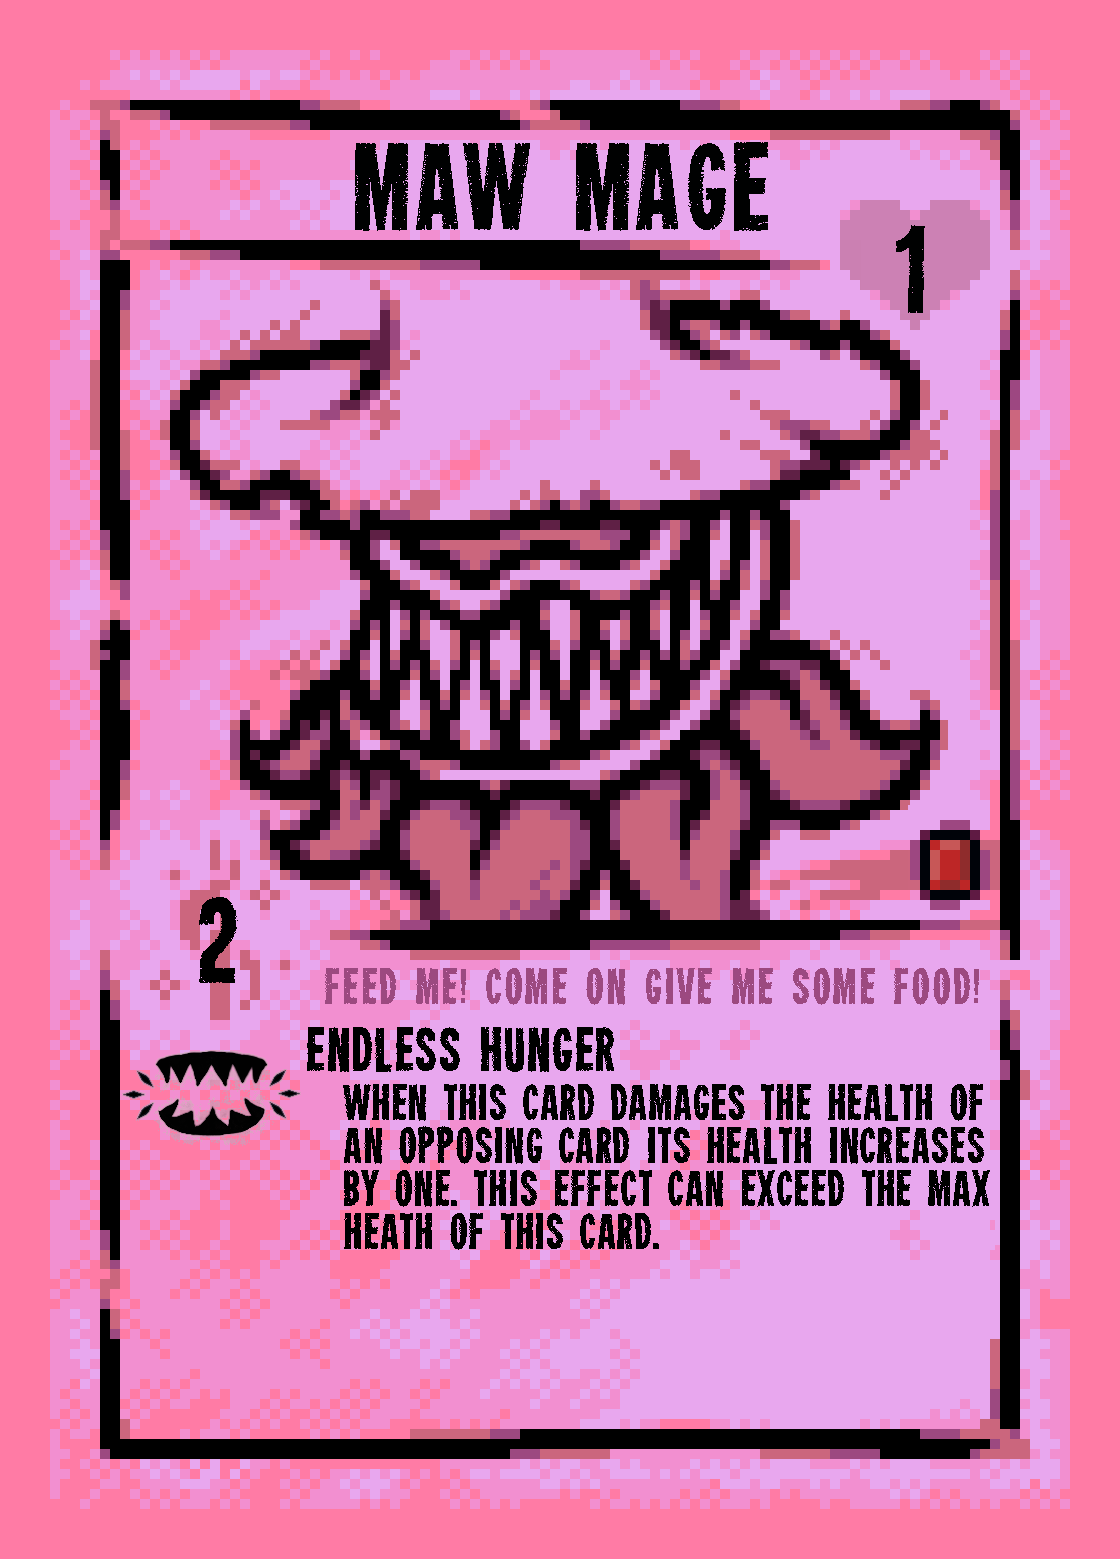 MAW MAGE
1
2
FEED ME! COME ON GIVE ME SOME FOOD!
ENDLESS HUNGER
WHEN THIS CARD DAMAGES THE HEALTH OF
AN OPPOSING CARD ITS HEALTH INCREASES
BY ONE. THIS EFFECT CAN EXCEED THE MAX
HEATH OF THIS CARD.